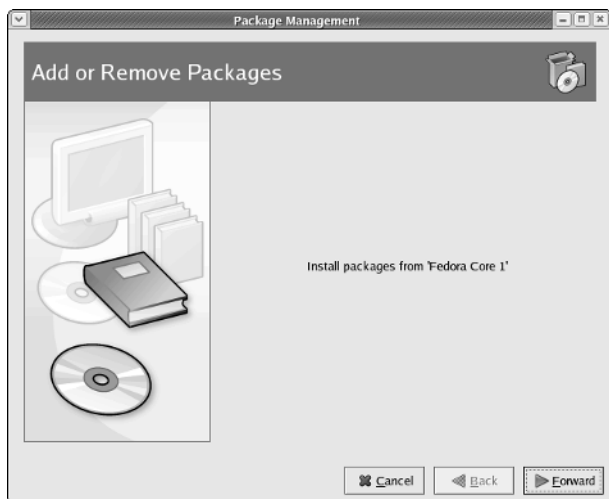 Package Management
Add or Remove Packages
Install packages from 'Fedora Core 1'
Cancel
Back
Forward